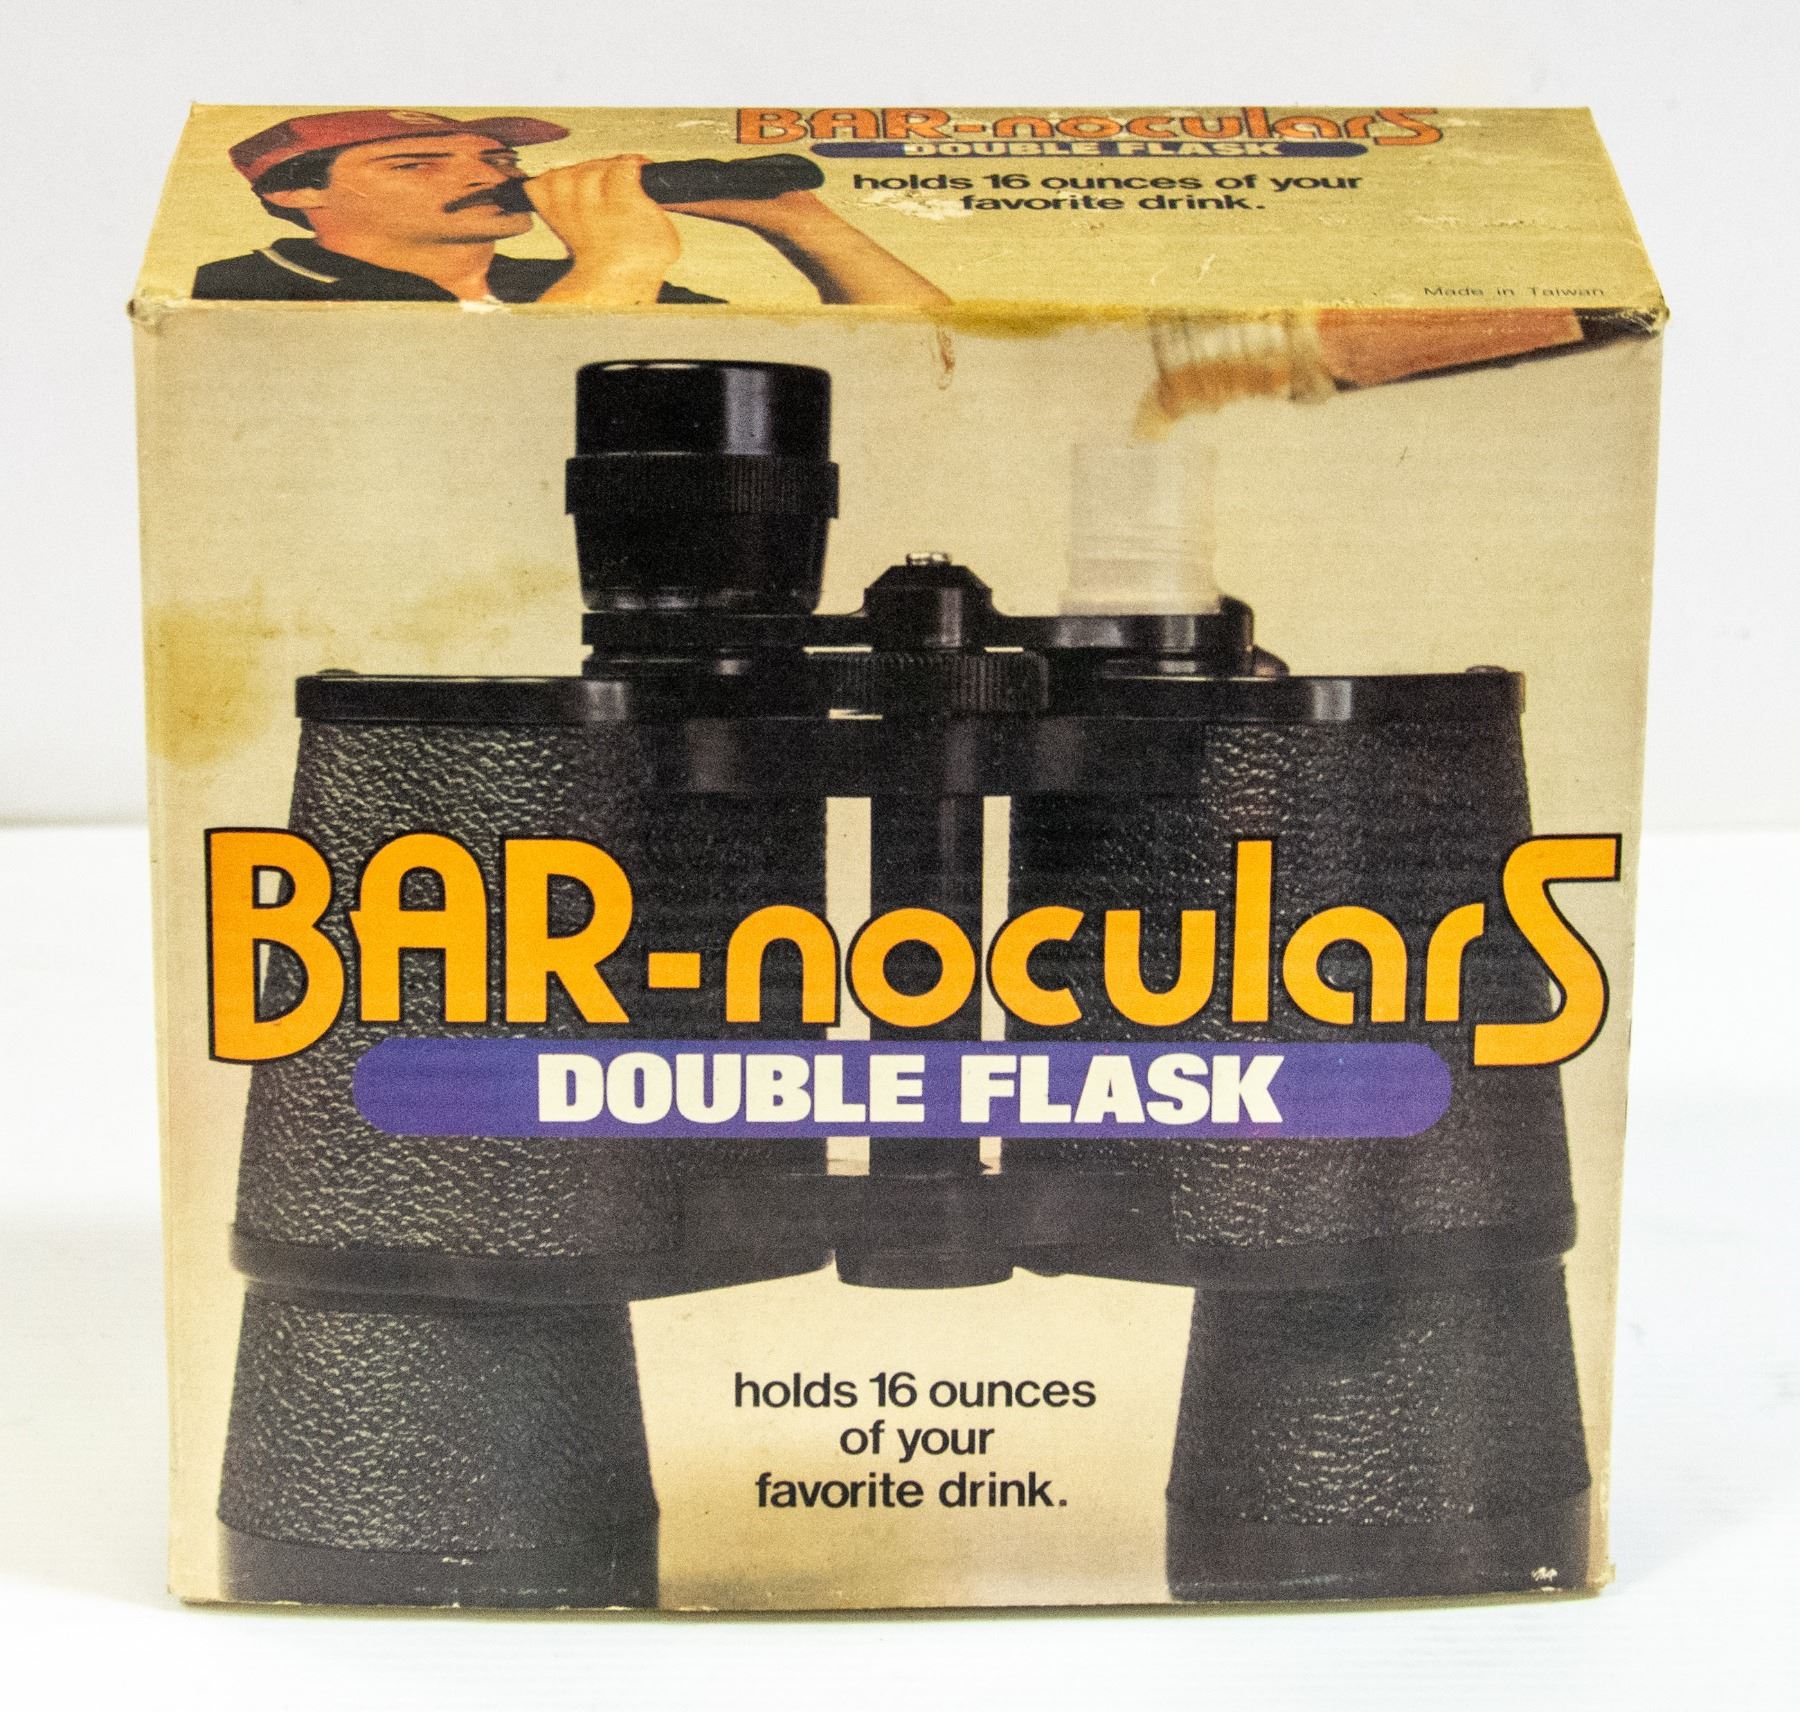 BAR-nocularS
DOUBLE FLASK
holds 16 ounces of your
favorite drink.
Made in Taiwan
BAR-nocularS
DOUBLE FLASK
holds 16 ounces
of your
favorite drink.